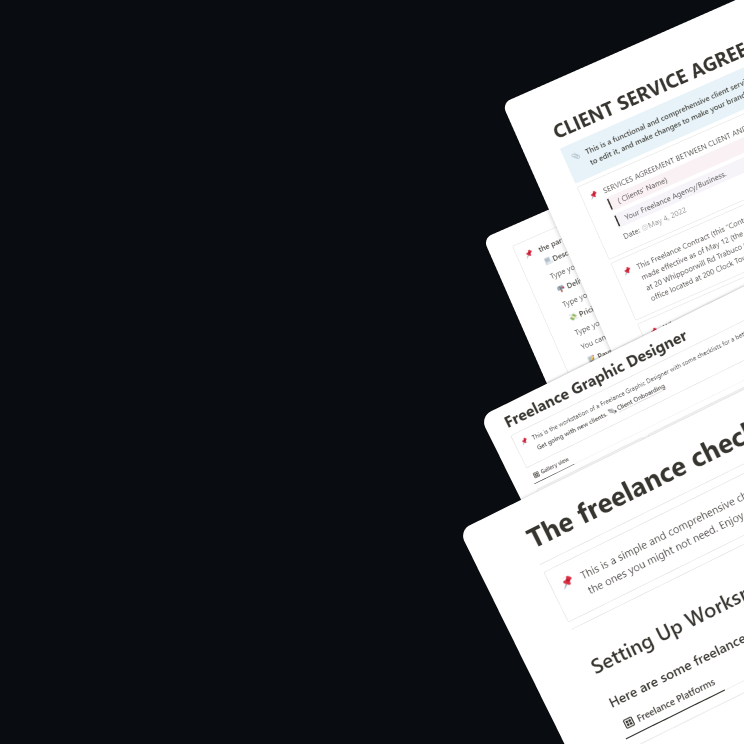 CLIENT SERVICE AGREE
This is a functional and comprehensive client serv
to edit it, and make changes to make your brand
SERVICES AGREEMENT BETWEEN CLIENT AND
( Clients' Name)
Your Freelance Agency/Business.
Date: @May 4, 2022
This Freelance Contract (this "Cont
made effective as of May 12 (the
at 20 Whippoorwill Rd Trabuco
office located at 200 Clock Tow
the par
Desc
Type yo
Deli
Type yo
Prici
Type yo
You can
Pay
Freelance Graphic Designer
This is the workstation of a Freelance Graphic Designer with some checklists for a bet
Get going with new clients Client Onboarding
Gallery view
The freelance chec
This is a simple and comprehensive ch
the ones you might not need. Enjoy
Setting Up Worksp
Here are some freelance
Freelance Platforms